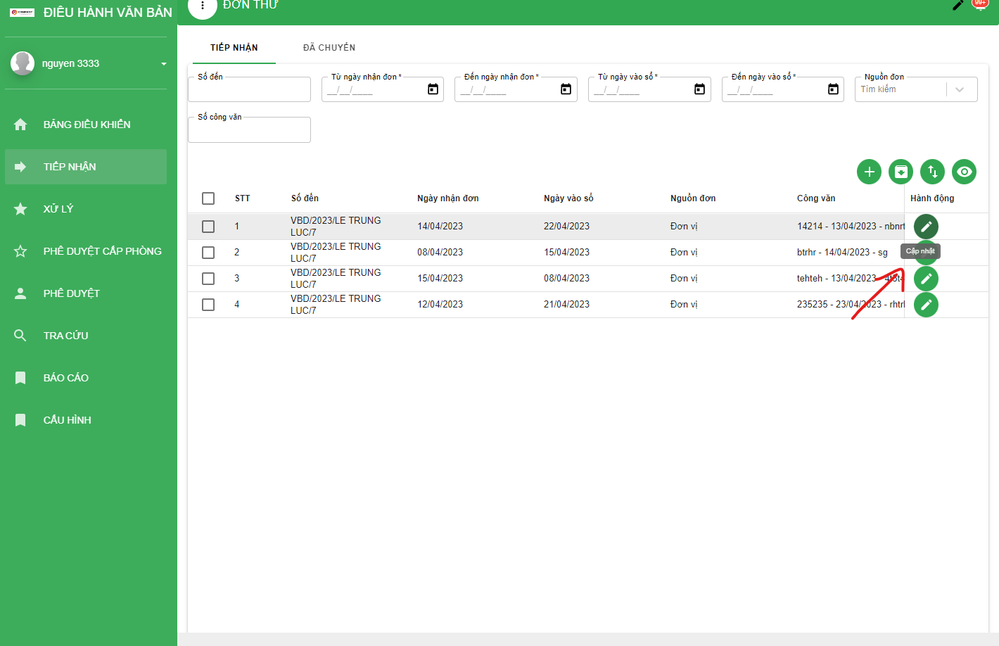 ĐIỀU HÀNH VĂN BẢN
ĐƠN THƯ
99+
nguyen 3333
BẢNG ĐIỀU KHIỂN
TIẾP NHẬN
XỬ LÝ
PHÊ DUYỆT CẤP PHÒNG
PHÊ DUYỆT
TRA CỨU
BÁO CÁO
CẤU HÌNH
TIẾP NHẬN ĐÃ CHUYỂN
Số đến Từ ngày nhận đơn * Đến ngày nhận đơn * Từ ngày vào sổ * Đến ngày vào sổ * Nguồn đơn
__/__/____ __/__/____ __/__/____ __/__/____ Tìm kiếm
Số công văn
STT Số đến Ngày nhận đơn Ngày vào sổ Nguồn đơn Công văn Hành động
1 VBD/2023/LE TRUNG LUC/7 14/04/2023 22/04/2023 Đơn vị 14214 - 13/04/2023 - nbnrt
Cập nhật
2 VBD/2023/LE TRUNG LUC/7 08/04/2023 15/04/2023 Đơn vị btrhr - 14/04/2023 - sg
3 VBD/2023/LE TRUNG LUC/7 15/04/2023 08/04/2023 Đơn vị tehteh - 13/04/2023 -
4 VBD/2023/LE TRUNG LUC/7 12/04/2023 21/04/2023 Đơn vị 235235 - 23/04/2023 - rhtrl